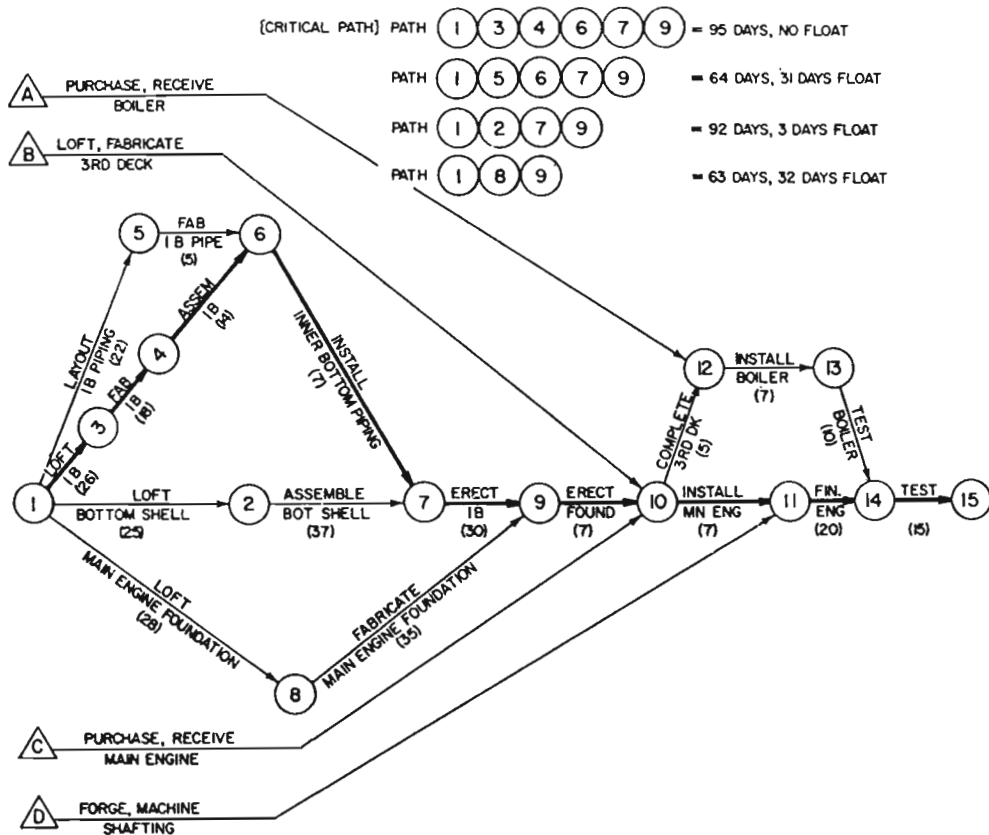 [CRITICAL PATH] PATH 1 3 4 6 7 9 = 95 DAYS, NO FLOAT
PATH 1 5 6 7 9 = 64 DAYS, 31 DAYS FLOAT
PATH 1 2 7 9 = 92 DAYS, 3 DAYS FLOAT
PATH 1 8 9 = 63 DAYS, 32 DAYS FLOAT
A
PURCHASE, RECEIVE
BOILER
B
LOFT, FABRICATE
3RD DECK
5
FAB
I B PIPE
(5)
6
LAYOUT
I B PIPING
(22)
ASSEM
I B
(14)
4
FAB
I B
(18)
3
LOFT
I B
(26)
INSTALL
INNER BOTTOM PIPING
(7)
12
INSTALL
BOILER
(7)
13
COMPLETE
3RD DK
(5)
TEST
BOILER
(10)
1
LOFT
BOTTOM SHELL
(25)
2
ASSEMBLE
BOT SHELL
(37)
7
ERECT
I B
(30)
9
ERECT
FOUND
(7)
10
INSTALL
MN ENG
(7)
11
FIN.
ENG
(20)
14
TEST
(15)
15
LOFT
MAIN ENGINE FOUNDATION
(28)
8
FABRICATE
MAIN ENGINE FOUNDATION
(35)
C
PURCHASE, RECEIVE
MAIN ENGINE
D
FORGE, MACHINE
SHAFTING